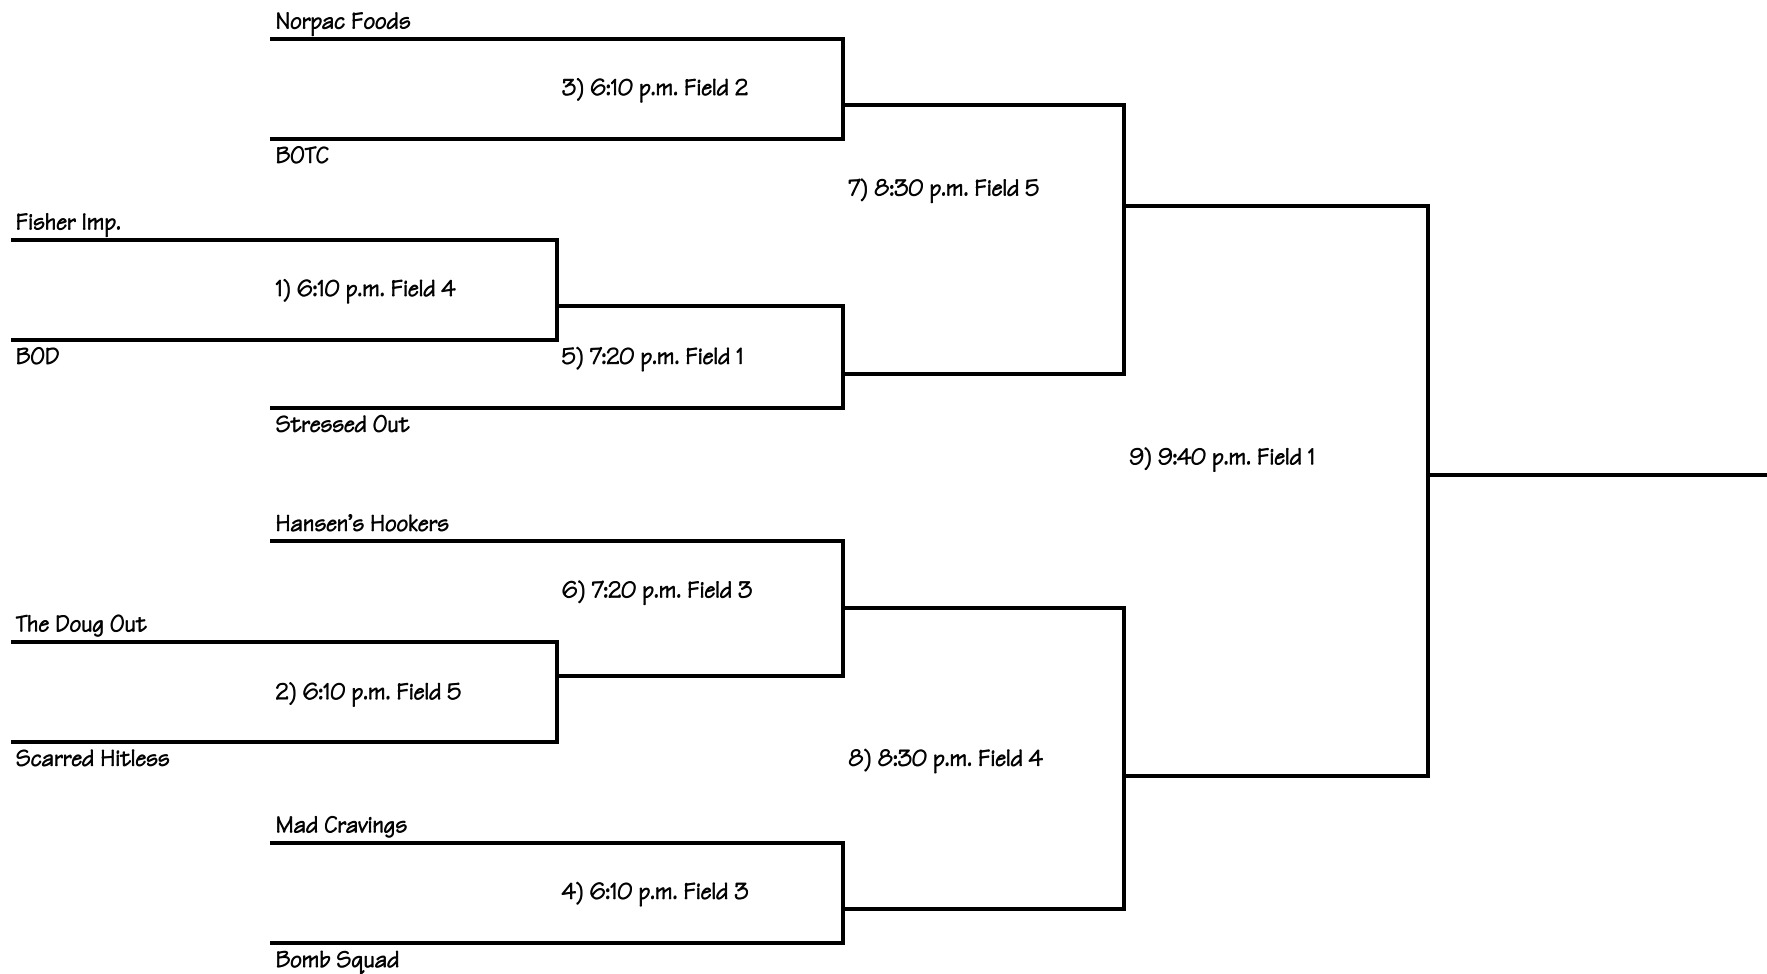 Norpac Foods
3) 6:10 p.m. Field 2
BOTC
7) 8:30 p.m. Field 5
Fisher Imp.
1) 6:10 p.m. Field 4
BOD
5) 7:20 p.m. Field 1
Stressed Out
9) 9:40 p.m. Field 1
Hansen's Hookers
6) 7:20 p.m. Field 3
The Doug Out
2) 6:10 p.m. Field 5
Scarred Hitless
8) 8:30 p.m. Field 4
Mad Cravings
4) 6:10 p.m. Field 3
Bomb Squad